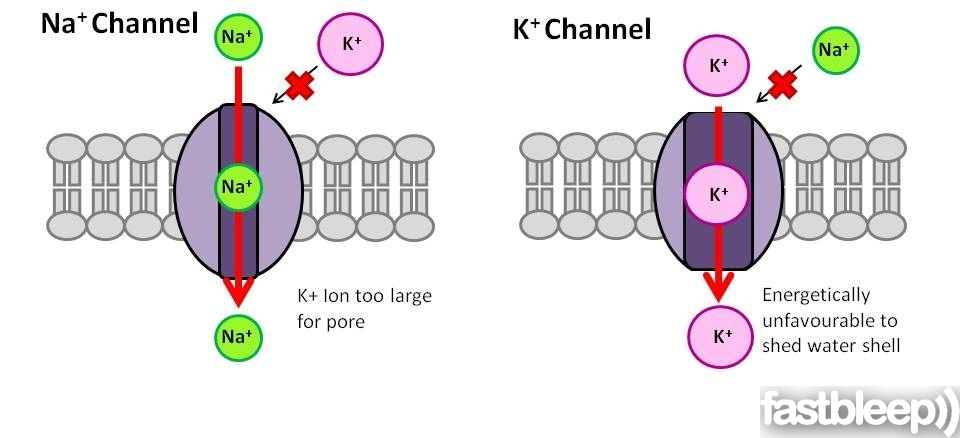 Na⁺ Channel
Na⁺
K⁺
Na⁺
K+ Ion too large
for pore
Na⁺
K⁺ Channel
K⁺
Na⁺
K⁺
Energetically
unfavourable to
shed water shell
K⁺
fastbleep